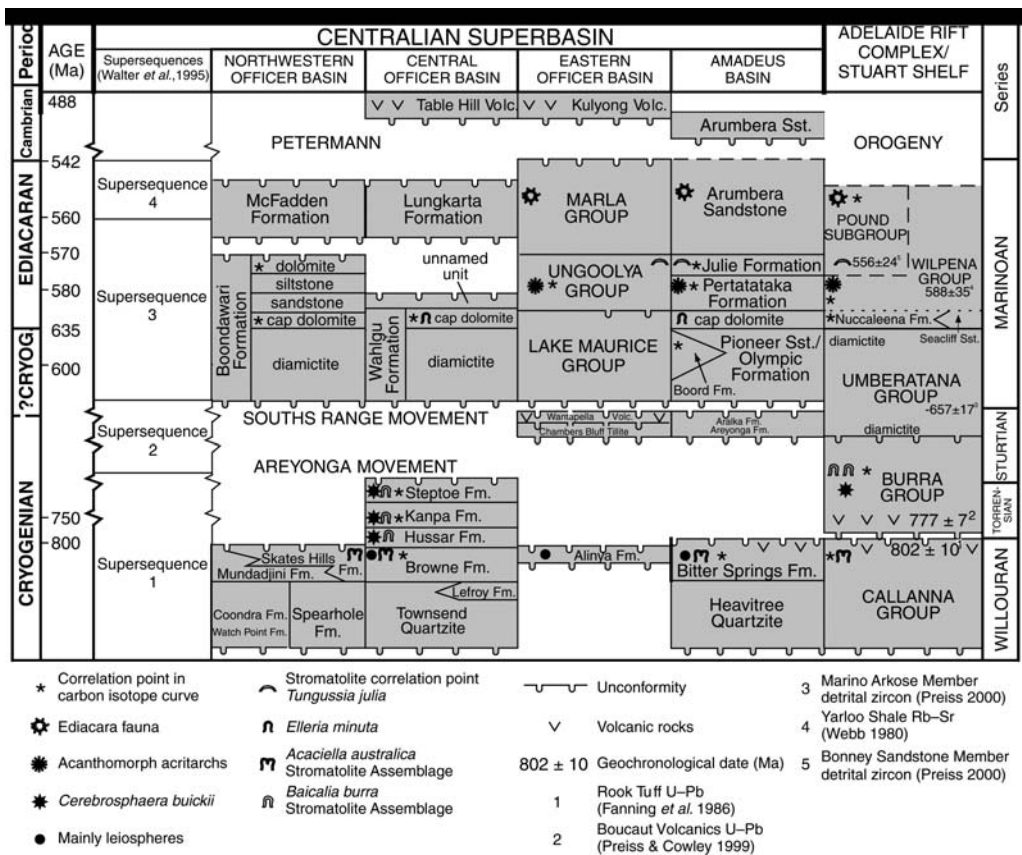 Period
AGE
(Ma)
CENTRALIAN SUPERBASIN
ADELAIDE RIFT
COMPLEX/
STUART SHELF
Series
Supersequences
(Walter et al.,1995)
NORTHWESTERN
OFFICER BASIN
CENTRAL
OFFICER BASIN
EASTERN
OFFICER BASIN
AMADEUS
BASIN
Cambrian
488
Table Hill Volc.
Kulyong Volc.
Arumbera Sst.
PETERMANN
OROGENY
542
EDIACARAN
Supersequence
4
McFadden
Formation
Lungkarta
Formation
MARLA
GROUP
Arumbera
Sandstone
POUND
SUBGROUP
560
MARINOAN
570
unnamed
unit
dolomite
siltstone
sandstone
* cap dolomite
diamictite
Boondawari
Formation
580
Supersequence
3
UNGOOLYA
GROUP
Julie Formation
Pertatataka
Formation
556±24⁵
WILPENA
GROUP
588±35⁴
635
cap dolomite
cap dolomite
Nuccaleena Fm.
Seacliff Sst.
?CRYOG
600
Wahlgu
Formation
diamictite
LAKE MAURICE
GROUP
Pioneer Sst./
Olympic
Formation
Boord Fm.
diamictite
UMBERATANA
GROUP
-657±17³
diamictite
SOUTHS RANGE MOVEMENT
Supersequence
2
Wantapella Volc.
Chambers Bluff Tillite
Aralka Fm.
Areyonga Fm.
STURTIAN
AREYONGA MOVEMENT
CRYOGENIAN
Steptoe Fm.
Kanpa Fm.
Hussar Fm.
BURRA
GROUP
777 ± 7²
TORREN-
SIAN
750
800
Supersequence
1
Skates Hills
Fm.
Mundadjini Fm.
Browne Fm.
Alinya Fm.
Bitter Springs Fm.
802 ± 10¹
WILLOURAN
Coondra Fm.
Watch Point Fm.
Spearhole
Fm.
Lefroy Fm.
Townsend
Quartzite
Heavitree
Quartzite
CALLANNA
GROUP
* Correlation point in
carbon isotope curve
Ediacara fauna
Acanthomorph acritarchs
Cerebrosphaera buickii
Mainly leiospheres
Stromatolite correlation point
Tungussia julia
Elleria minuta
Acaciella australica
Stromatolite Assemblage
Baicalia burra
Stromatolite Assemblage
Unconformity
Volcanic rocks
802 ± 10 Geochronological date (Ma)
1 Rook Tuff U–Pb
(Fanning et al. 1986)
2 Boucaut Volcanics U–Pb
(Preiss & Cowley 1999)
3 Marino Arkose Member
detrital zircon (Preiss 2000)
4 Yarloo Shale Rb–Sr
(Webb 1980)
5 Bonney Sandstone Member
detrital zircon (Preiss 2000)